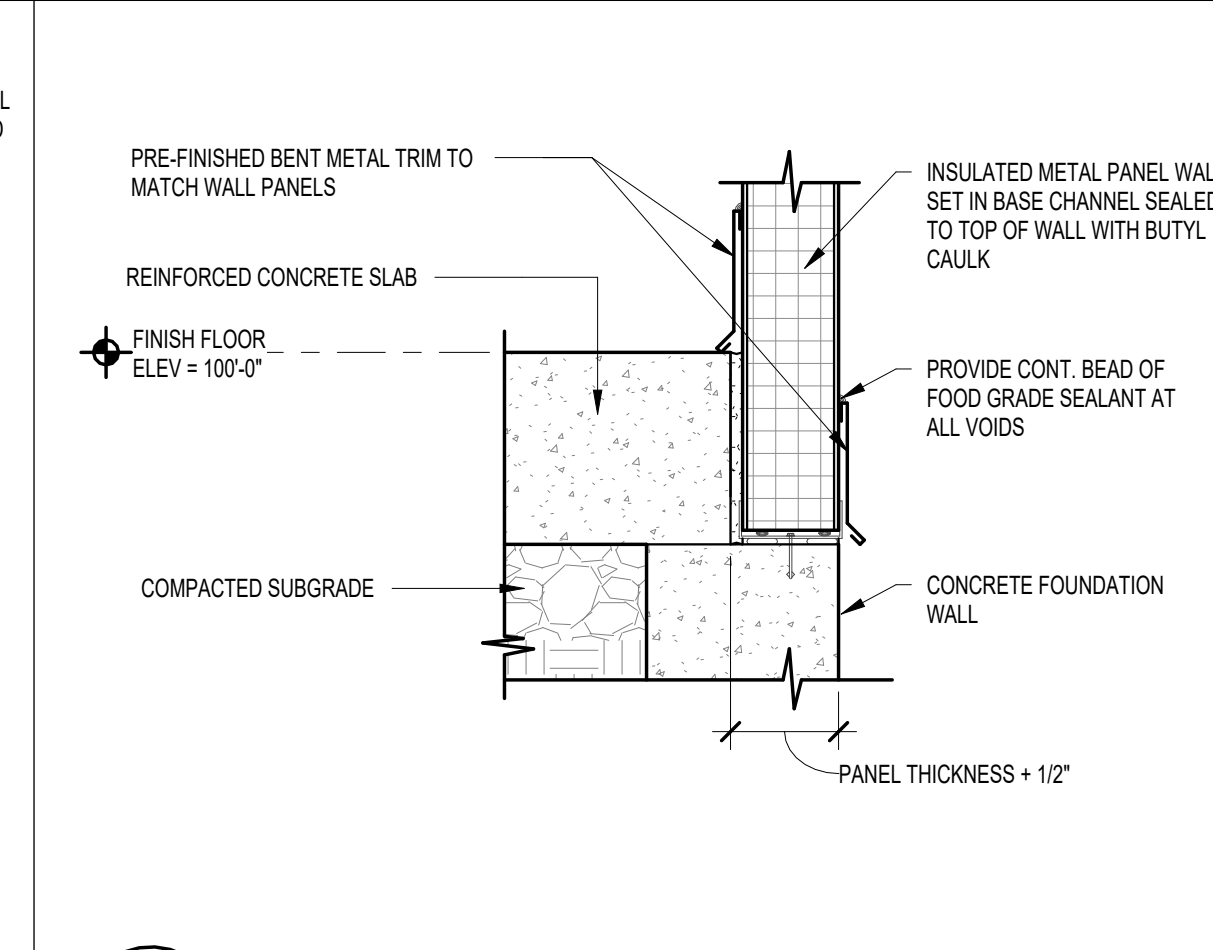 PRE-FINISHED BENT METAL TRIM TO
MATCH WALL PANELS
REINFORCED CONCRETE SLAB
FINISH FLOOR
ELEV = 100'-0"
COMPACTED SUBGRADE
INSULATED METAL PANEL WAL
SET IN BASE CHANNEL SEALED
TO TOP OF WALL WITH BUTYL
CAULK
PROVIDE CONT. BEAD OF
FOOD GRADE SEALANT AT
ALL VOIDS
CONCRETE FOUNDATION
WALL
PANEL THICKNESS + 1/2"